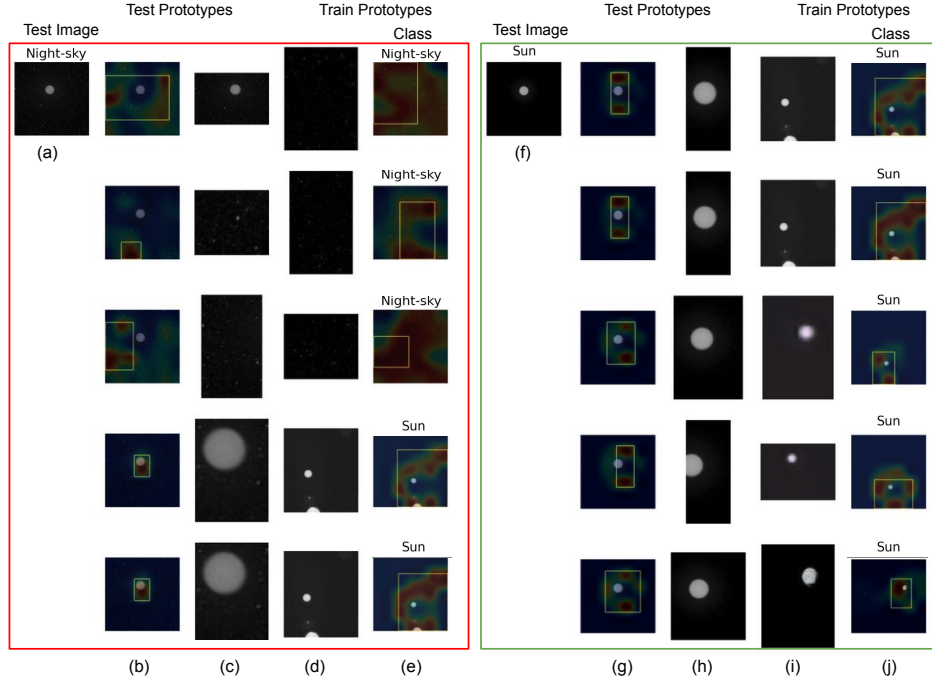 Test Prototypes Train Prototypes Test Prototypes Train Prototypes
Test Image Class Test Image Class
Night-sky Night-sky Sun Sun
(a) (f)
Night-sky Sun
Night-sky Sun
Sun Sun
Sun Sun
(b) (c) (d) (e) (g) (h) (i) (j)